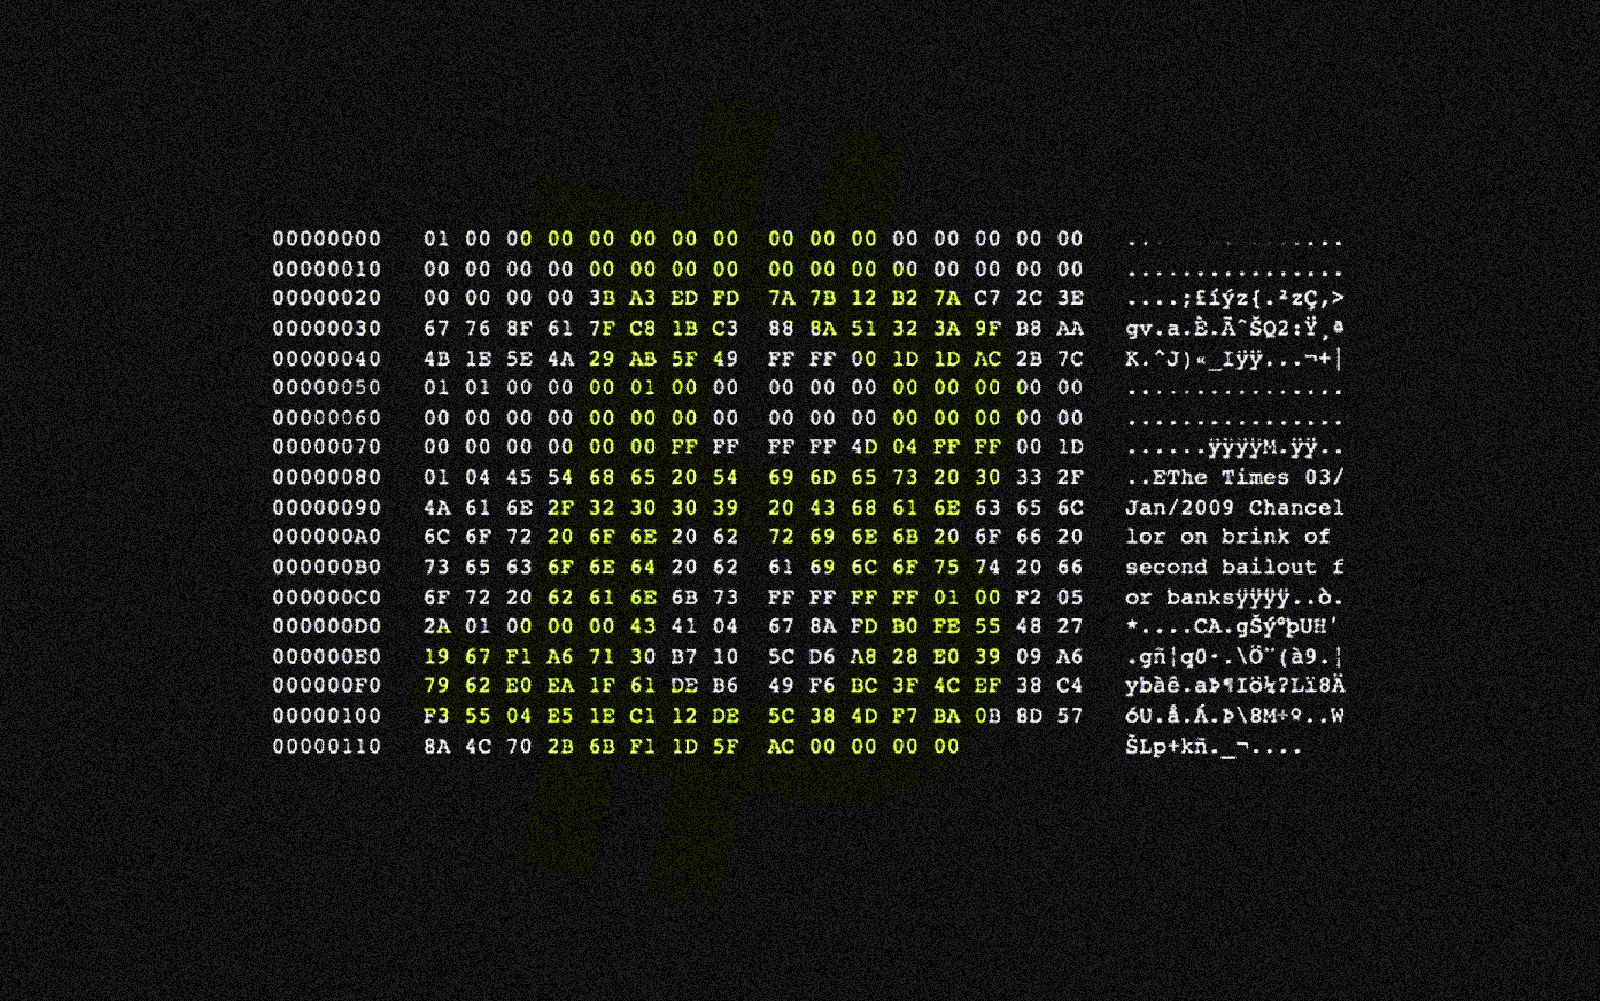 00000000 01 00 00 00 00 00 00 00 00 00 00 00 00 00 00 00 ................
00000010 00 00 00 00 00 00 00 00 00 00 00 00 00 00 00 00 ................
00000020 00 00 00 00 3B A3 ED FD 7A 7B 12 B2 7A C7 2C 3E ....;£íýz{.²zÇ,>
00000030 67 76 8F 61 7F C8 1B C3 88 8A 51 32 3A 9F B8 AA gv.a.È.ÃˆŠQ2:Ÿ¸ª
00000040 4B 1E 5E 4A 29 AB 5F 49 FF FF 00 1D 1D AC 2B 7C K.^J)«_Iÿÿ...¬+|
00000050 01 01 00 00 00 01 00 00 00 00 00 00 00 00 00 00 ................
00000060 00 00 00 00 00 00 00 00 00 00 00 00 00 00 00 00 ................
00000070 00 00 00 00 00 00 FF FF FF FF 4D 04 FF FF 00 1D ......ÿÿÿÿM.ÿÿ..
00000080 01 04 45 54 68 65 20 54 69 6D 65 73 20 30 33 2F ..EThe Times 03/
00000090 4A 61 6E 2F 32 30 30 39 20 43 68 61 6E 63 65 6C Jan/2009 Chancel
000000A0 6C 6F 72 20 6F 6E 20 62 72 69 6E 6B 20 6F 66 20 lor on brink of
000000B0 73 65 63 6F 6E 64 20 62 61 69 6C 6F 75 74 20 66 second bailout f
000000C0 6F 72 20 62 61 6E 6B 73 FF FF FF FF 01 00 F2 05 or banksÿÿÿÿ..ò.
000000D0 2A 01 00 00 00 43 41 04 67 8A FD B0 FE 55 48 27 *....CA.gŠý°þUH'
000000E0 19 67 F1 A6 71 30 B7 10 5C D6 A8 28 E0 39 09 A6 .gñ¦q0·.\Ö¨(à9.¦
000000F0 79 62 E0 EA 1F 61 DE B6 49 F6 BC 3F 4C EF 38 C4 ybàê.aÞ¶Iö¼?Lï8Ä
00000100 F3 55 04 E5 1E C1 12 DE 5C 38 4D F7 BA 0B 8D 57 óU.å.Á.Þ\8M÷º..W
00000110 8A 4C 70 2B 6B F1 1D 5F AC 00 00 00 00 ŠLp+kñ._¬....